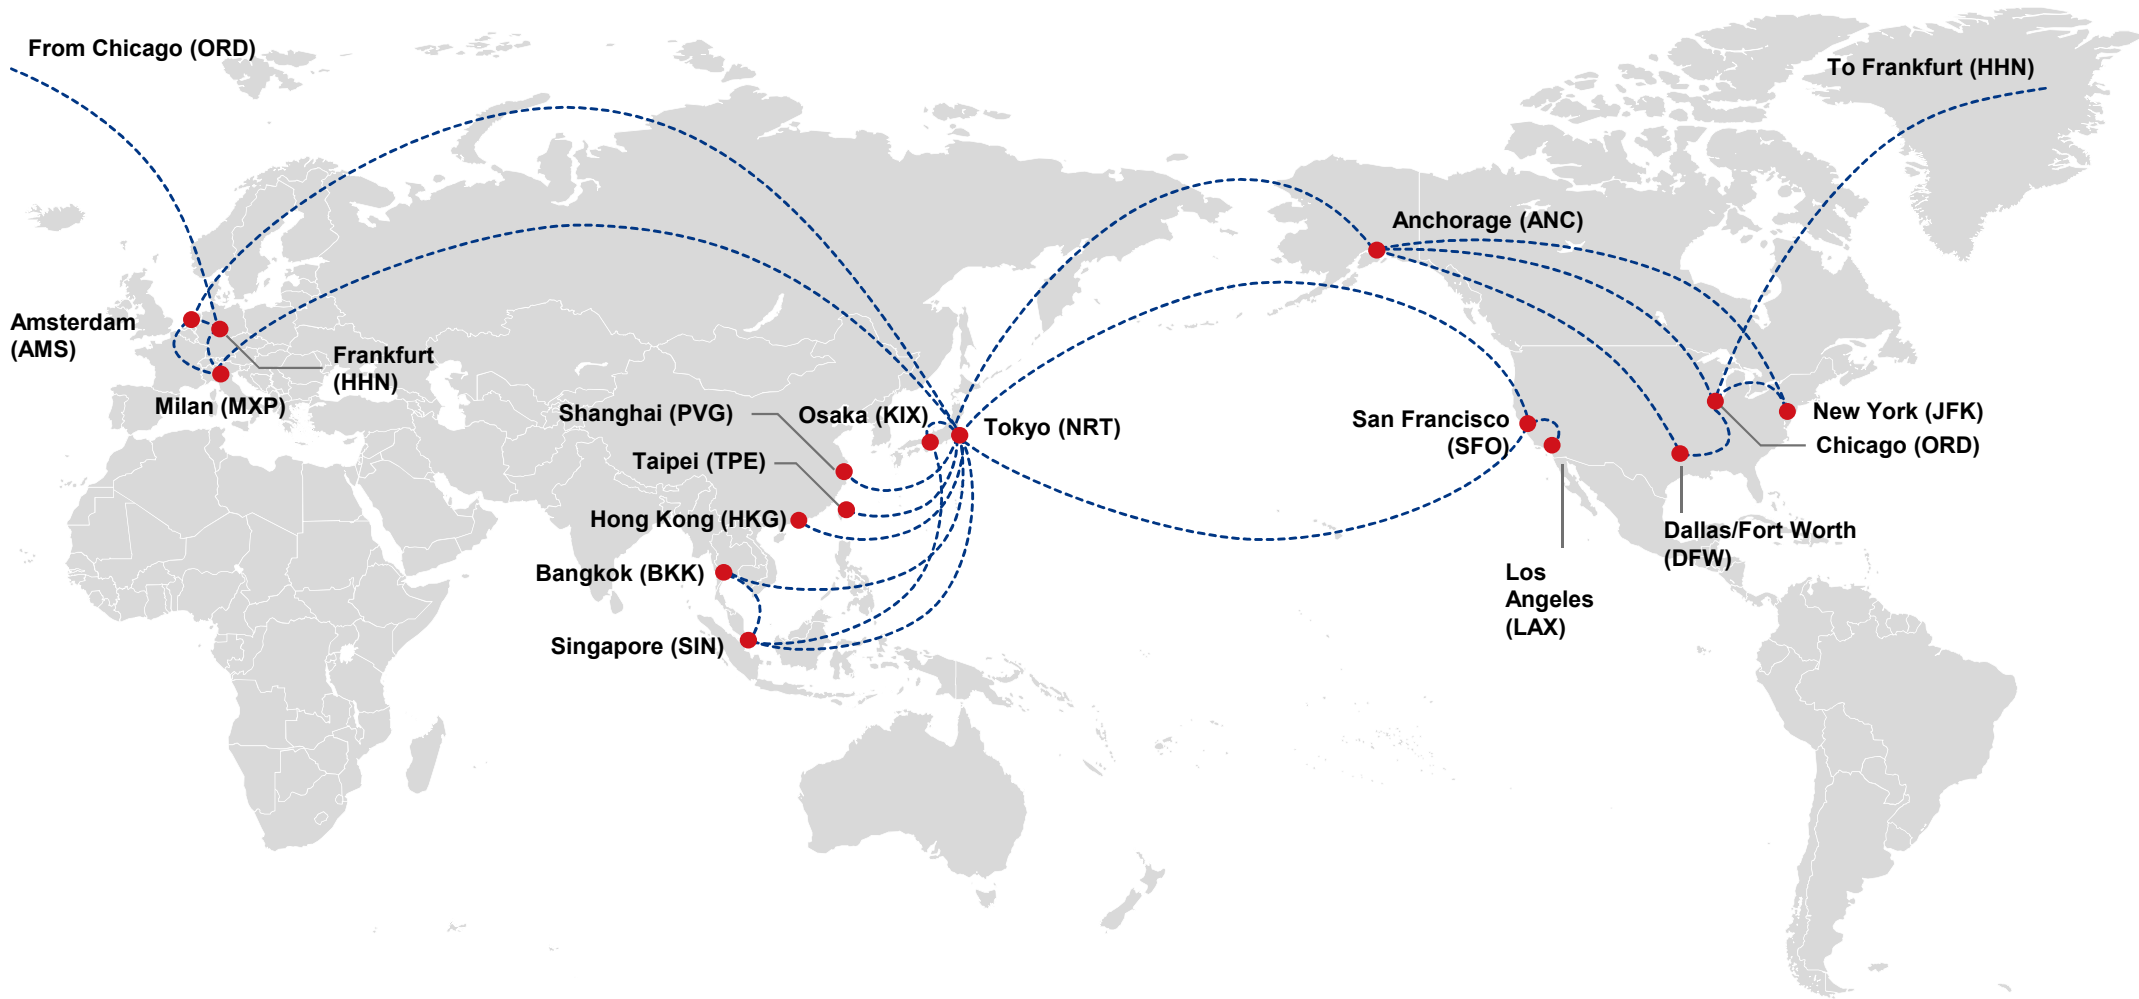 From Chicago (ORD)
To Frankfurt (HHN)
Anchorage (ANC)
Amsterdam
(AMS)
Frankfurt
(HHN)
Milan (MXP)
Shanghai (PVG)
Osaka (KIX)
Tokyo (NRT)
San Francisco
(SFO)
New York (JFK)
Chicago (ORD)
Taipei (TPE)
Hong Kong (HKG)
Dallas/Fort Worth
(DFW)
Bangkok (BKK)
Los
Angeles
(LAX)
Singapore (SIN)